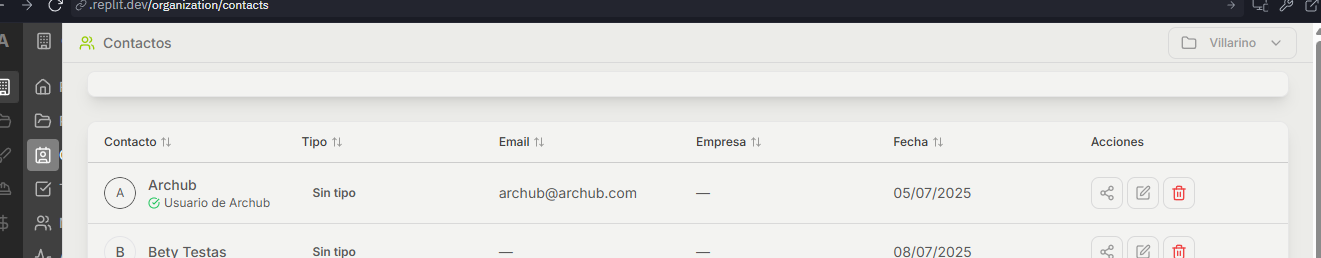 .replit.dev/organization/contacts
Contactos
Villarino
Contacto Tipo Email Empresa Fecha Acciones
A Archub Sin tipo archub@archub.com — 05/07/2025
Usuario de Archub
B Bety Testas Sin tipo — — 08/07/2025